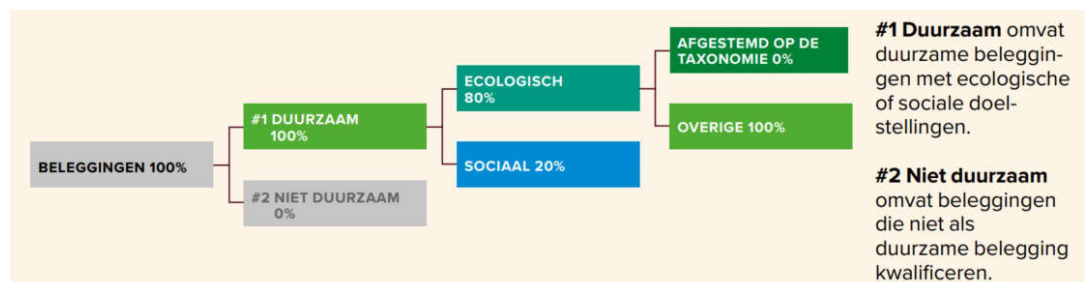 BELEGGINGEN 100%
#1 DUURZAAM
100%
#2 NIET DUURZAAM
0%
ECOLOGISCH
80%
SOCIAAL 20%
AFGESTEMD OP DE
TAXONOMIE 0%
OVERIGE 100%
#1 Duurzaam omvat
duurzame beleggin-
gen met ecologische
of sociale doel-
stellingen.
#2 Niet duurzaam
omvat beleggingen
die niet als
duurzame belegging
kwalificeren.